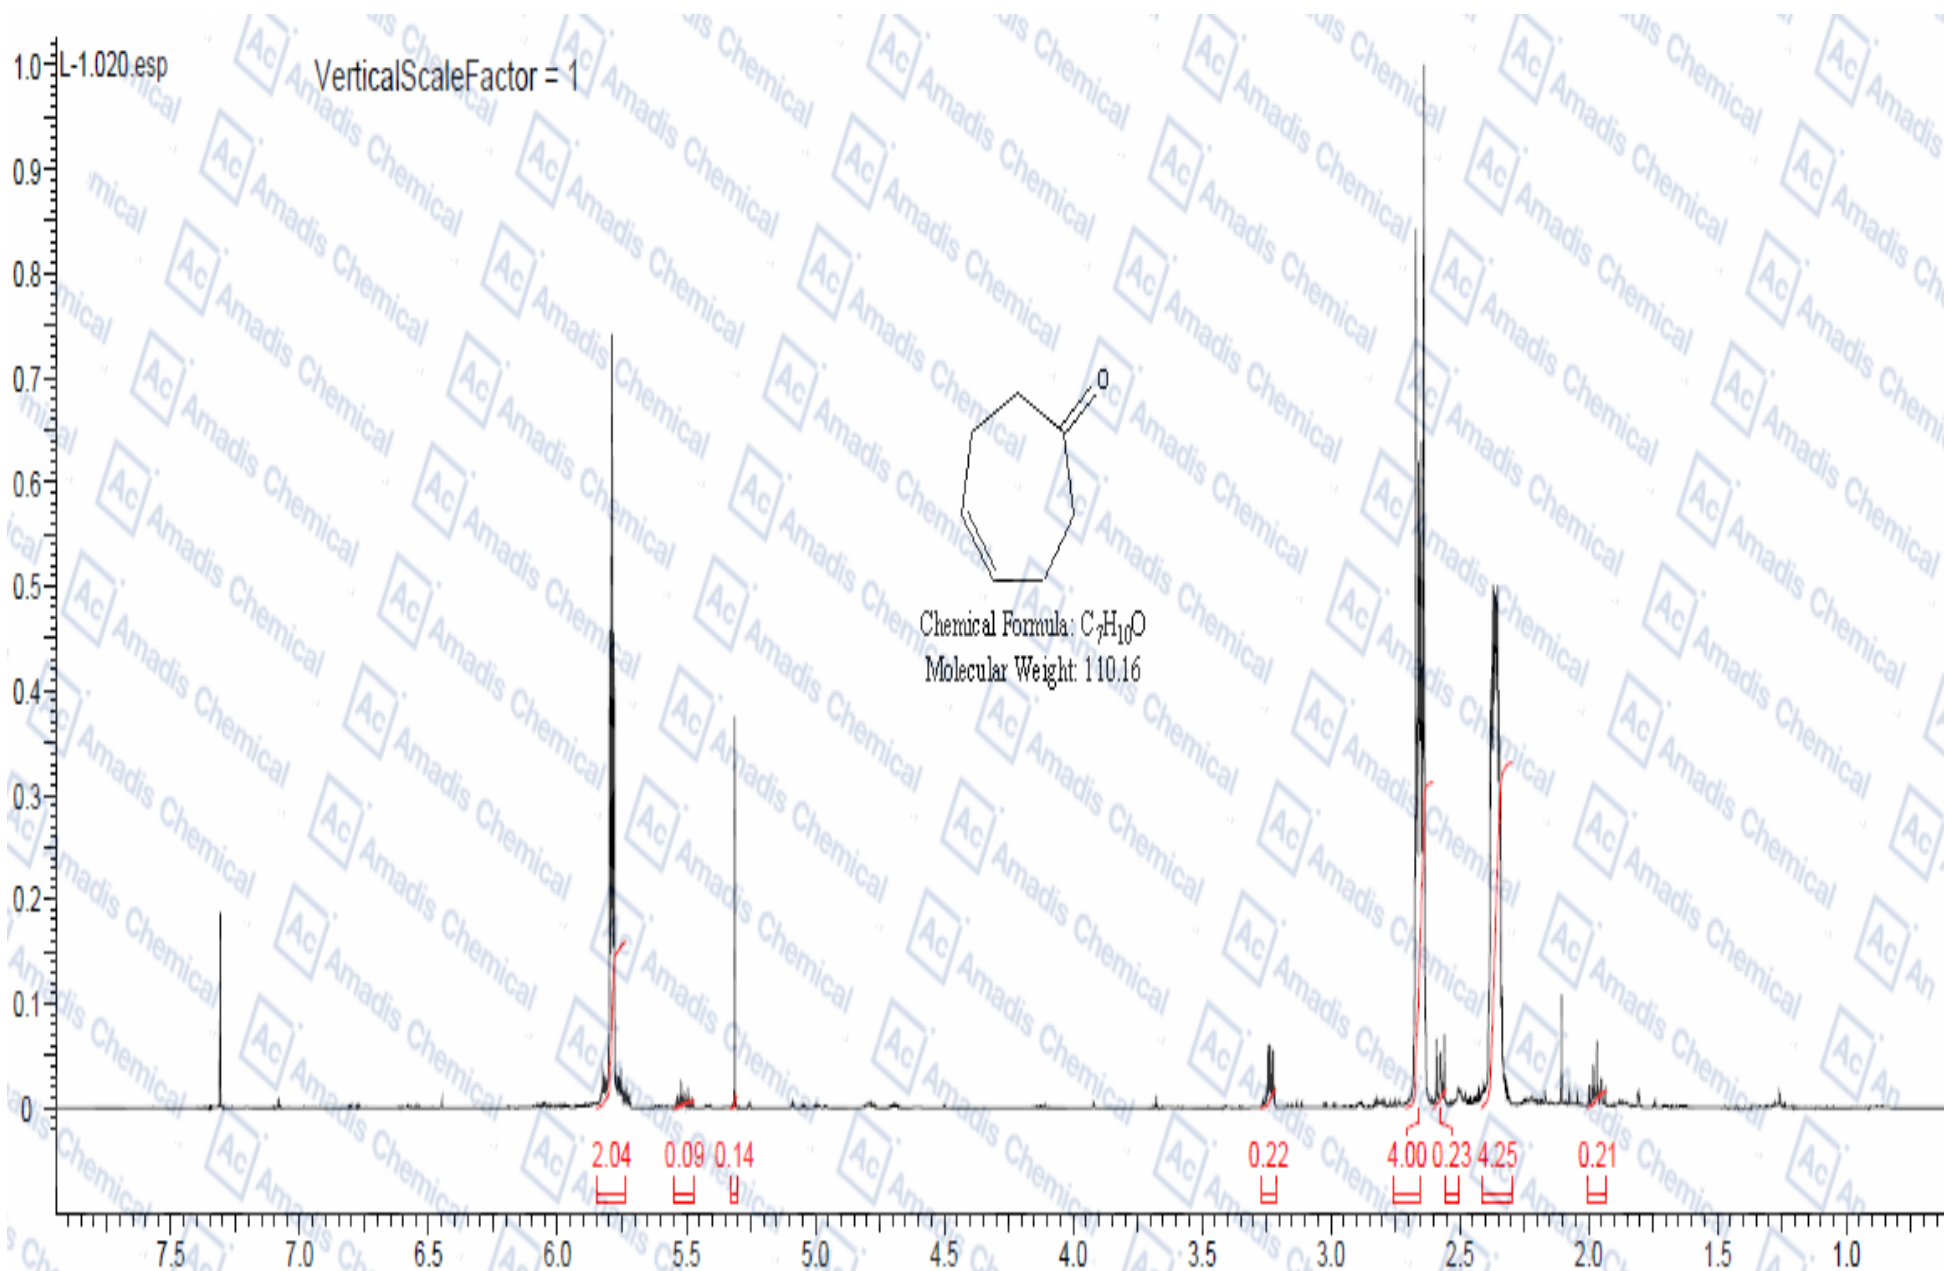 L-1.020.esp
VerticalScaleFactor = 1
1.0
0.9
0.8
0.7
0.6
0.5
0.4
0.3
0.2
0.1
0
O
Chemical Formula: C₇H₁₀O
Molecular Weight: 110.16
2.04 0.09 0.14 0.22 4.00 0.23 4.25 0.21
7.5 7.0 6.5 6.0 5.5 5.0 4.5 4.0 3.5 3.0 2.5 2.0 1.5 1.0
Ac Amadis Chemical